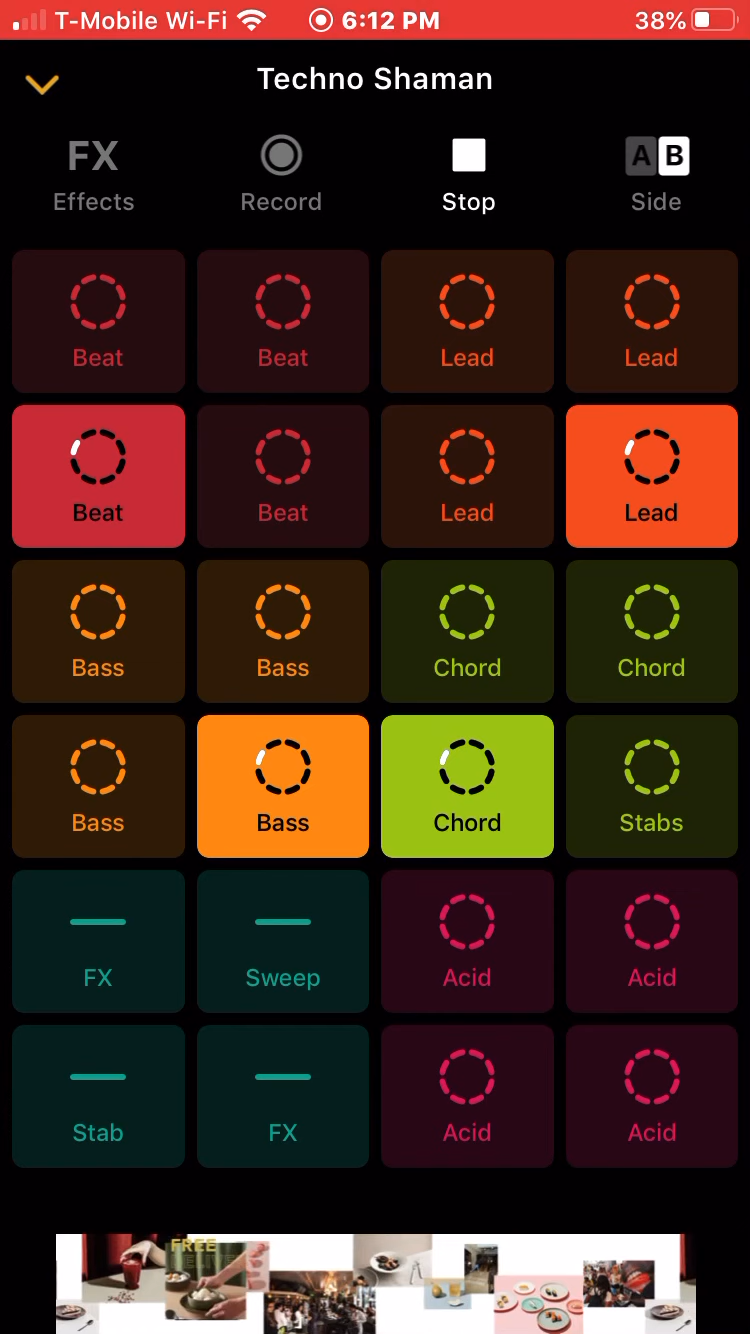 T-Mobile Wi-Fi 6:12 PM 38%
Techno Shaman
FX A B
Effects Record Stop Side
Beat Beat Lead Lead
Beat Beat Lead Lead
Bass Bass Chord Chord
Bass Bass Chord Stabs
FX Sweep Acid Acid
Stab FX Acid Acid
FREE